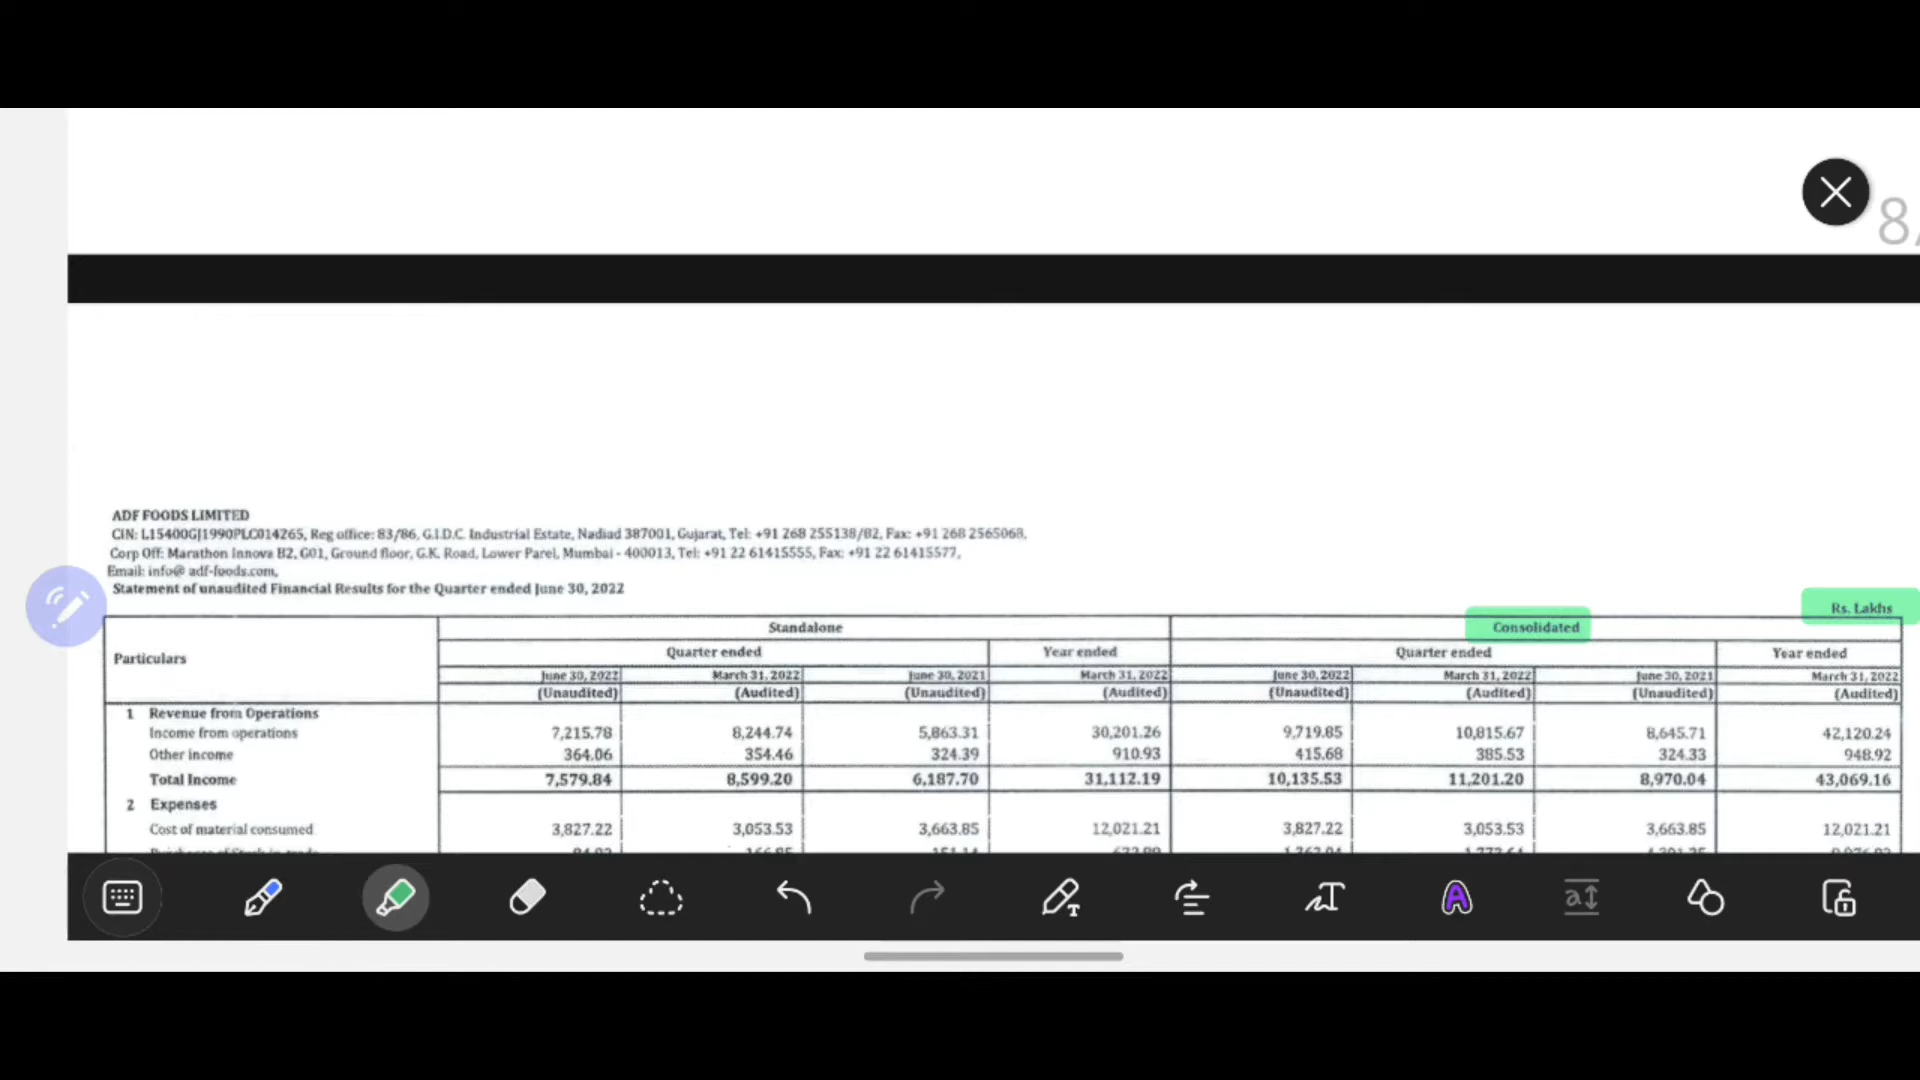 8
ADF FOODS LIMITED
CIN: L15400GJ1990PLC014265, Reg office: 83/86, G.I.D.C. Industrial Estate, Nadiad 387001, Gujarat, Tel: +91 268 255138/82, Fax: +91 268 2565068,
Corp Off: Marathon Innova B2, G01, Ground floor, G.K. Road, Lower Parel, Mumbai - 400013, Tel: +91 22 61415555, Fax: +91 22 61415577,
Email: info@ adf-foods.com,
Statement of unaudited Financial Results for the Quarter ended June 30, 2022
Rs. Lakhs
Particulars Standalone Consolidated
Quarter ended Year ended Quarter ended Year ended
June 30, 2022 March 31, 2022 June 30, 2021 March 31, 2022 June 30, 2022 March 31, 2022 June 30, 2021 March 31, 2022
(Unaudited) (Audited) (Unaudited) (Audited) (Unaudited) (Audited) (Unaudited) (Audited)
1 Revenue from Operations
Income from operations 7,215.78 8,244.74 5,863.31 30,201.26 9,719.85 10,815.67 8,645.71 42,120.24
Other income 364.06 354.46 324.39 910.93 415.68 385.53 324.33 948.92
Total Income 7,579.84 8,599.20 6,187.70 31,112.19 10,135.53 11,201.20 8,970.04 43,069.16
2 Expenses
Cost of material consumed 3,827.22 3,053.53 3,663.85 12,021.21 3,827.22 3,053.53 3,663.85 12,021.21